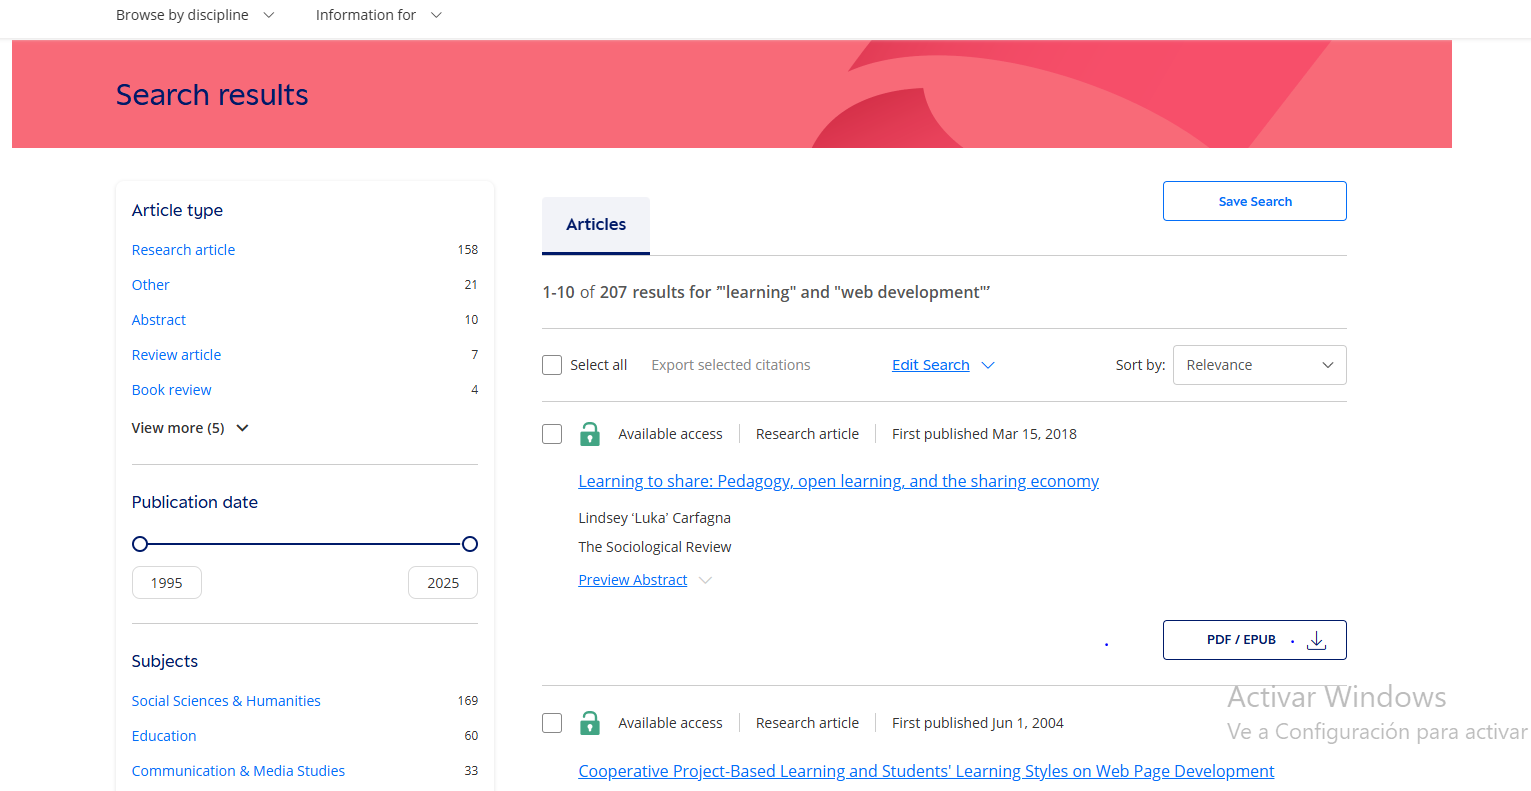 Browse by discipline Information for
Search results
Article type
Research article 158
Other 21
Abstract 10
Review article 7
Book review 4
View more (5)
Publication date
1995 2025
Subjects
Social Sciences & Humanities 169
Education 60
Communication & Media Studies 33
Articles
Save Search
1-10 of 207 results for ’"learning" and "web development"’
Select all Export selected citations Edit Search Sort by: Relevance
Available access Research article First published Mar 15, 2018
Learning to share: Pedagogy, open learning, and the sharing economy
Lindsey ‘Luka’ Carfagna
The Sociological Review
Preview Abstract
PDF / EPUB
Available access Research article First published Jun 1, 2004
Cooperative Project-Based Learning and Students' Learning Styles on Web Page Development
Activar Windows
Ve a Configuración para activar